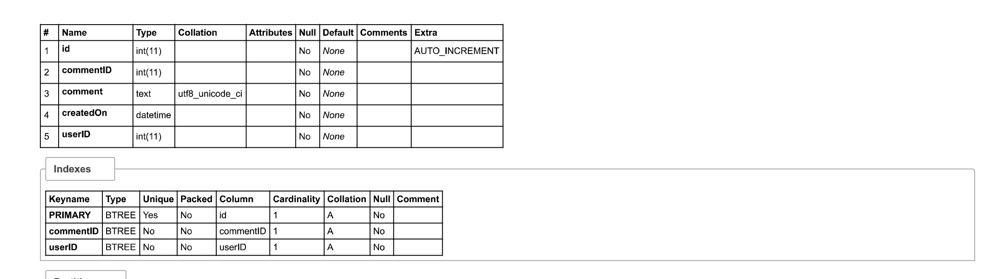 # Name Type Collation Attributes Null Default Comments Extra
1 id int(11) No None AUTO_INCREMENT
2 commentID int(11) No None
3 comment text utf8_unicode_ci No None
4 createdOn datetime No None
5 userID int(11) No None
Indexes
Keyname Type Unique Packed Column Cardinality Collation Null Comment
PRIMARY BTREE Yes No id 1 A No
commentID BTREE No No commentID 1 A No
userID BTREE No No userID 1 A No